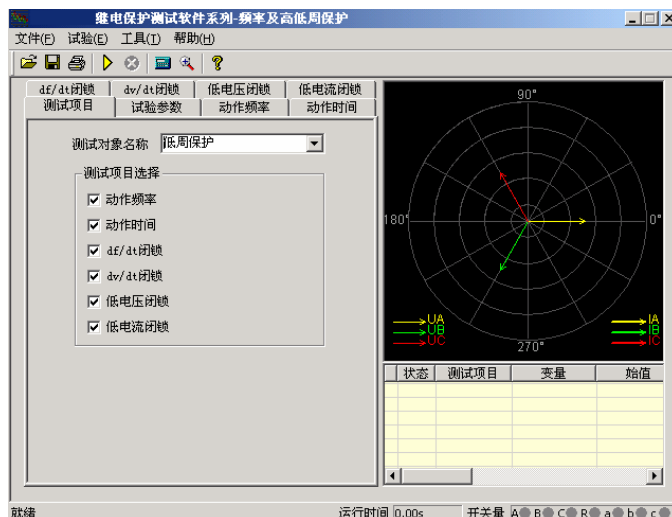 继电保护测试软件系列-频率及高低周保护
文件(F) 试验(E) 工具(T) 帮助(H)
df/dt闭锁 dv/dt闭锁 低电压闭锁 低电流闭锁
测试项目 试验参数 动作频率 动作时间
测试对象名称 低周保护
测试项目选择
动作频率
动作时间
df/dt闭锁
dv/dt闭锁
低电压闭锁
低电流闭锁
90°
180°
0°
270°
UA
UB
UC
IA
IB
IC
状态 测试项目 变量 始值
就绪 运行时间 0.00s 开关量 A B C R a b c